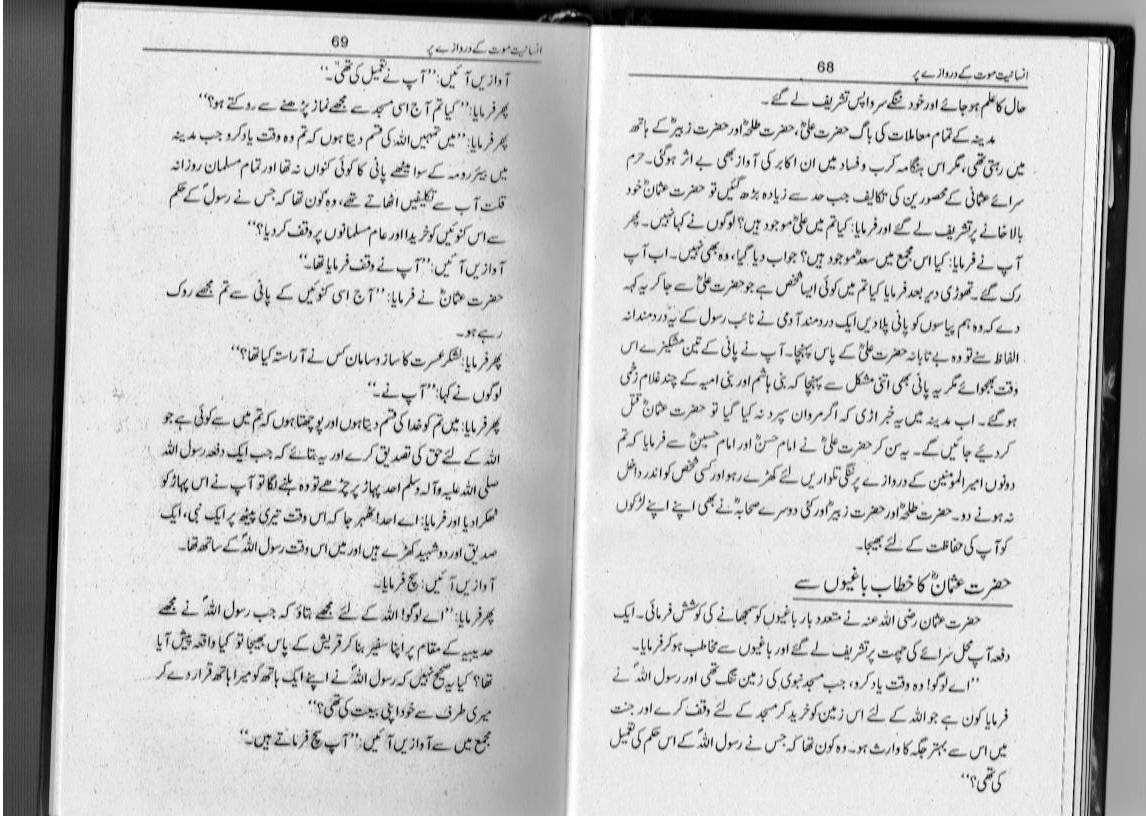 انسانیت موت کے دروازے پر
68
حال کا علم ہو جائے اور خود ننگے سر واپس تشریف لے گئے۔
مدینہ کے تمام معاملات کی باگ حضرت علیؓ، حضرت طلحہؓ اور حضرت زبیرؓ کے ہاتھ
میں رہتی تھی، مگر اس ہنگامہ کرب و فساد میں ان اکابر کی آواز بھی بے اثر ہوگئی۔ حرم
سرائے عثمانی کے محصورین کی تکالیف جب حد سے زیادہ بڑھ گئیں تو حضرت عثمانؓ خود
بالا خانے پر تشریف لے گئے اور فرمایا: کیا تم میں علیؓ موجود ہیں؟ لوگوں نے کہا نہیں۔ پھر
آپ نے فرمایا: کیا اس مجمع میں سعدؓ موجود ہیں؟ جواب دیا گیا، وہ بھی نہیں۔ اب آپ
رک گئے۔ تھوڑی دیر بعد فرمایا کیا تم میں کوئی ایسا شخص ہے جو حضرت علیؓ سے جا کر یہ کہہ
دے کہ وہ ہم پیاسوں کو پانی پلا دیں ایک دردمند آدمی نے نائب رسول کے یہ دردمندانہ
الفاظ سنے تو وہ بے تابانہ حضرت علیؓ کے پاس پہنچا۔ آپ نے پانی کے تین مشکیزے اس
وقت بھجوائے مگر یہ پانی بھی اتنی مشکل سے پہنچا کہ بنی ہاشم اور بنی امیہ کے چند غلام زخمی
ہو گئے۔ اب مدینہ میں یہ خبر اڑی کہ اگر مروان سپرد نہ کیا گیا تو حضرت عثمانؓ قتل
کر دیئے جائیں گے۔ یہ سن کر حضرت علیؓ نے امام حسنؓ اور امام حسینؓ سے فرمایا کہ تم
دونوں امیر المؤمنین کے دروازے پر ننگی تلواریں لئے کھڑے رہو اور کسی شخص کو اندر داخل
نہ ہونے دو۔ حضرت طلحہؓ اور حضرت زبیرؓ اور کئی دوسرے صحابہؓ نے بھی اپنے اپنے لڑکوں
کو آپ کی حفاظت کے لئے بھیجا۔
حضرت عثمانؓ کا خطاب باغیوں سے
حضرت عثمان رضی اللہ عنہ نے متعدد بار باغیوں کو سمجھانے کی کوشش فرمائی۔ ایک
دفعہ آپ محل سرائے کی چھت پر تشریف لے گئے اور باغیوں سے مخاطب ہو کر فرمایا۔
”اے لوگو! وہ وقت یاد کرو، جب مسجد نبوی کی زمین تنگ تھی اور رسول اللہؐ نے
فرمایا کون ہے جو اللہ کے لئے اس زمین کو خرید کر مسجد کے لئے وقف کرے اور جنت
میں اس سے بہتر جگہ کا وارث ہو۔ وہ کون تھا کہ جس نے رسول اللہؐ کے اس حکم کی تعمیل
کی تھی؟“
انسانیت موت کے دروازے پر
69
آوازیں آئیں: ”آپ نے تعمیل کی تھی۔“
پھر فرمایا: ”کیا تم آج اسی مسجد سے مجھے نماز پڑھنے سے روکتے ہو؟“
پھر فرمایا: ”میں تمہیں اللہ کی قسم دیتا ہوں کہ تم وہ وقت یاد کرو جب مدینہ
میں بیئر رومہ کے سوا میٹھے پانی کا کوئی کنواں نہ تھا اور تمام مسلمان روزانہ
قلت آب سے تکلیفیں اٹھاتے تھے، وہ کون تھا کہ جس نے رسولؐ کے حکم
سے اس کنوئیں کو خریدا اور عام مسلمانوں پر وقف کر دیا؟“
آوازیں آئیں: ”آپ نے وقف فرمایا تھا۔“
حضرت عثمانؓ نے فرمایا: ”آج اسی کنوئیں کے پانی سے تم مجھے روک
رہے ہو۔
پھر فرمایا: لشکر عسرت کا ساز و سامان کس نے آراستہ کیا تھا؟“
لوگوں نے کہا: ”آپ نے۔“
پھر فرمایا: میں تم کو خدا کی قسم دیتا ہوں اور پوچھتا ہوں کہ تم میں سے کوئی ہے جو
اللہ کے لئے حق کی تصدیق کرے اور یہ بتائے کہ جب ایک دفعہ رسول اللہ
صلی اللہ علیہ وآلہ وسلم احد پہاڑ پر چڑھے تو وہ ہلنے لگا تو آپ نے اس پہاڑ کو
ٹھکرا دیا اور فرمایا: اے احد! ٹھہر جا کہ اس وقت تیری پیٹھ پر ایک نبی، ایک
صدیق اور دو شہید کھڑے ہیں اور میں اس وقت رسول اللہؐ کے ساتھ تھا۔
آوازیں آئیں: سچ فرمایا۔
پھر فرمایا: ”اے لوگو! اللہ کے لئے مجھے بتاؤ کہ جب رسول اللہؐ نے مجھے
حدیبیہ کے مقام پر اپنا سفیر بنا کر قریش کے پاس بھیجا تو کیا واقعہ پیش آیا
تھا؟ کیا یہ صحیح نہیں کہ رسول اللہؐ نے اپنے ایک ہاتھ کو میرا ہاتھ قرار دے کر
میری طرف سے خود اپنی بیعت کی تھی؟“
مجمع میں سے آوازیں آئیں: ”آپ سچ فرماتے ہیں۔“